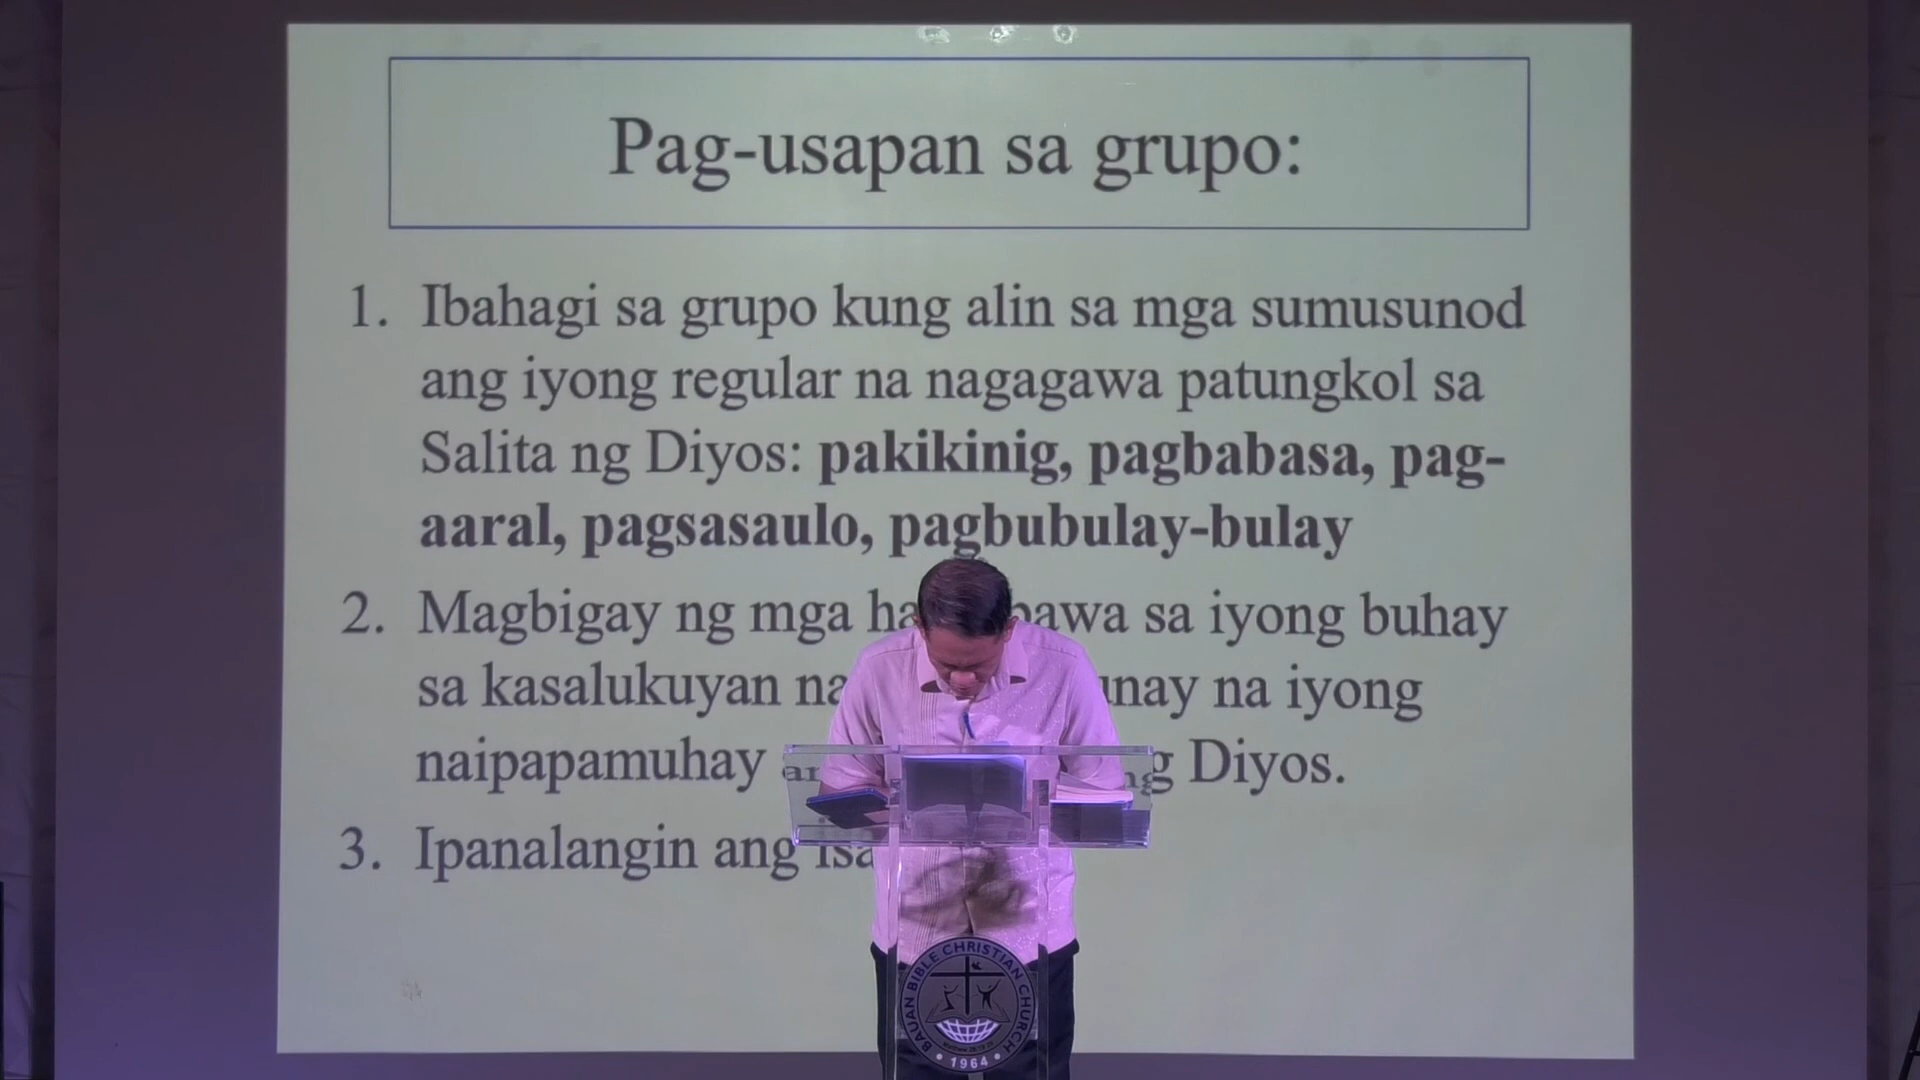 Pag-usapan sa grupo:
1. Ibahagi sa grupo kung alin sa mga sumusunod
ang iyong regular na nagagawa patungkol sa
Salita ng Diyos: pakikinig, pagbabasa, pag-
aaral, pagsasaulo, pagbubulay-bulay
2. Magbigay ng mga sa iyong buhay
sa kasalukuyan na iyong
naipapamuhay ng Diyos.
3. Ipanalangin ang
BAUAN BIBLE CHRISTIAN CHURCH
• 1964 •